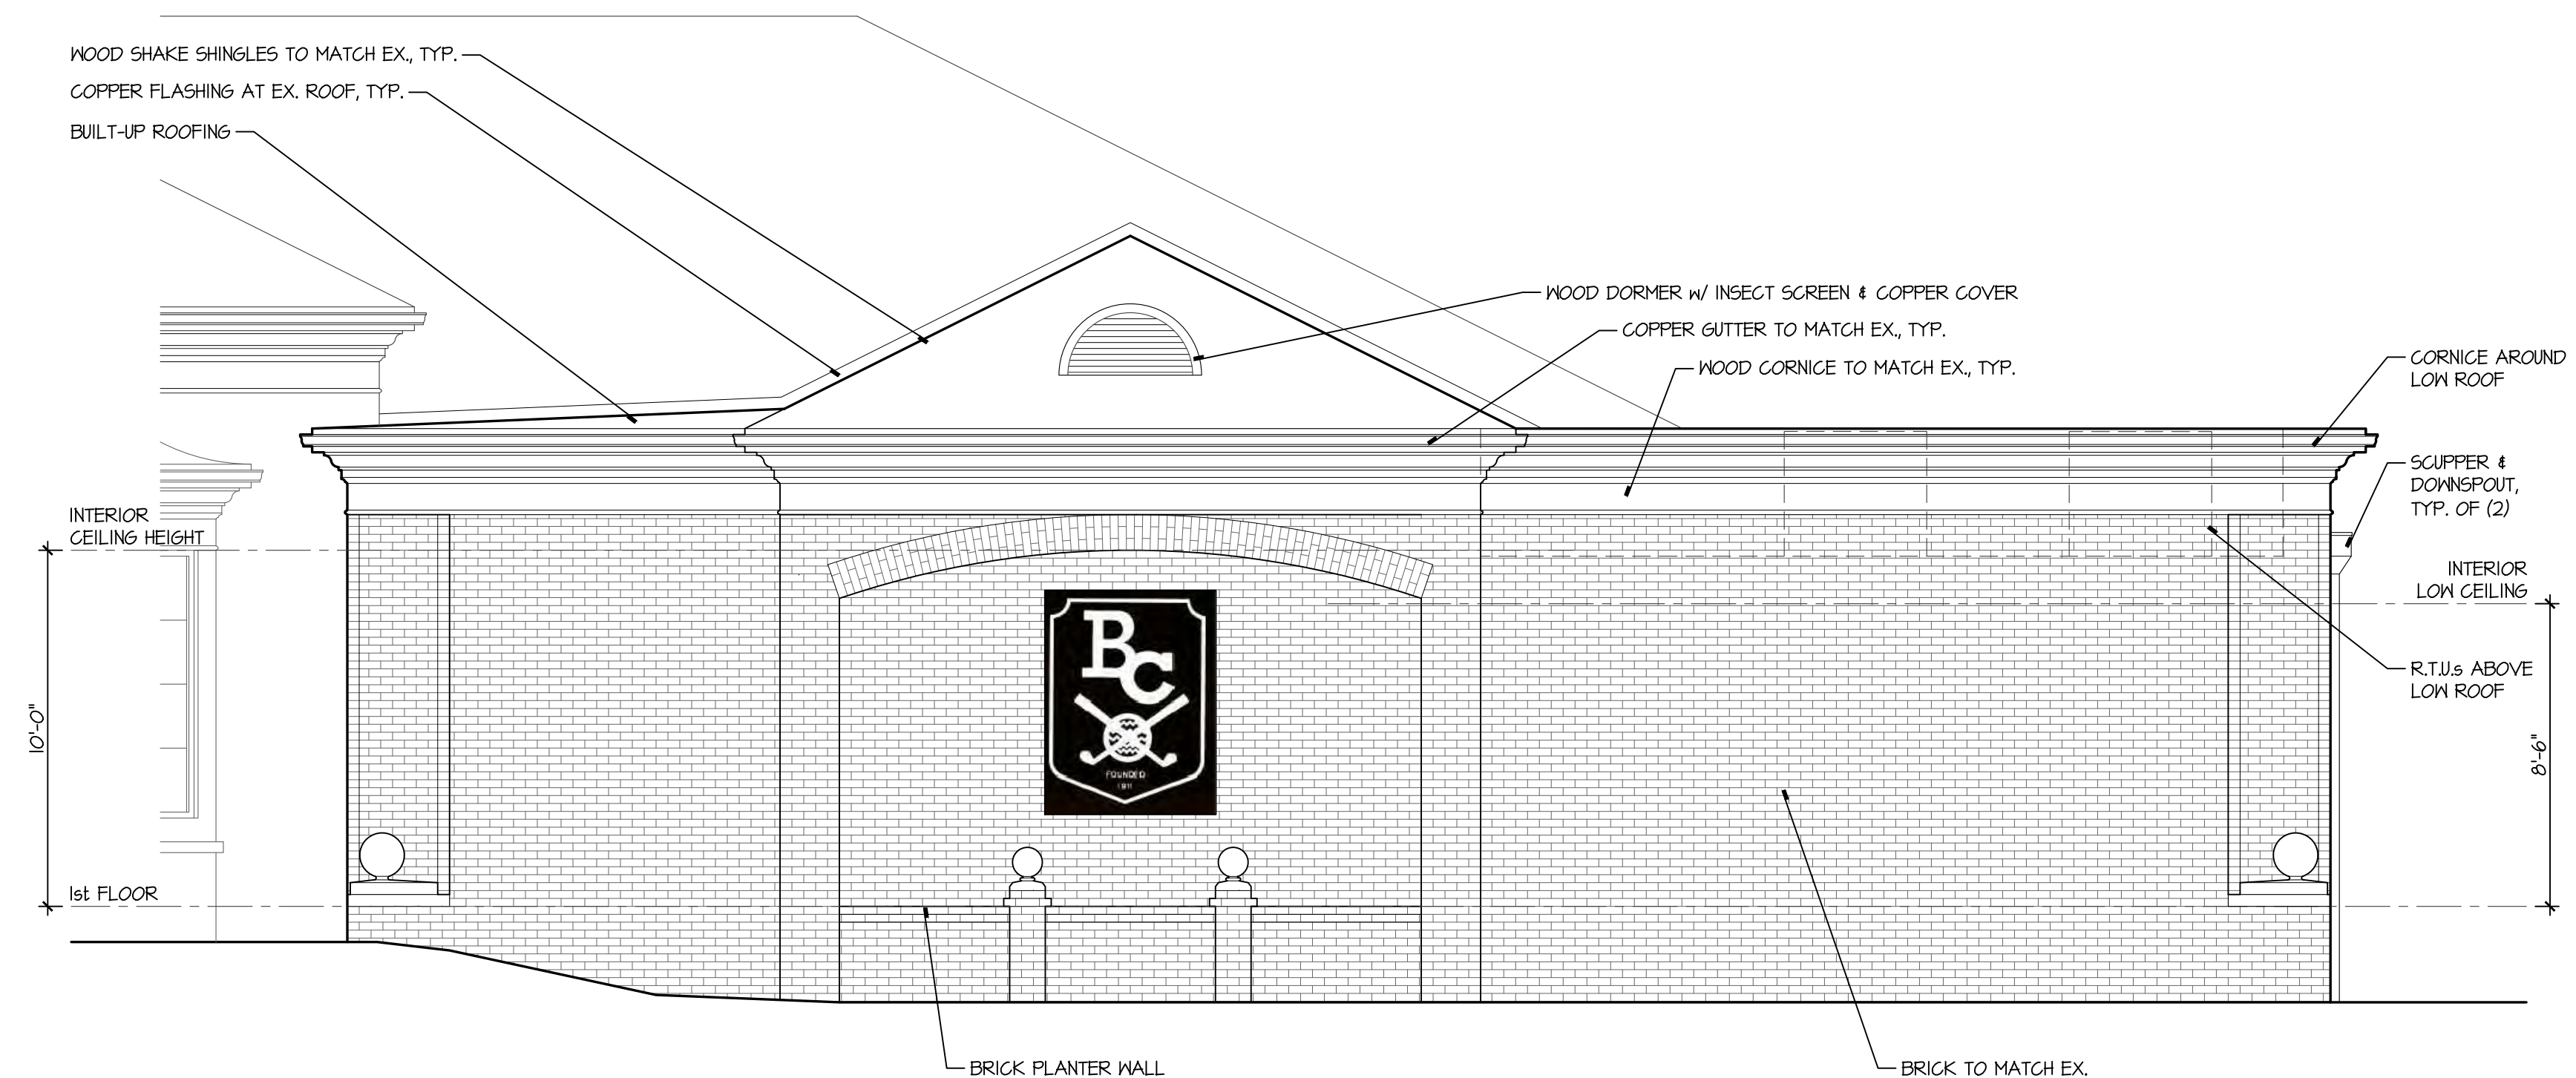 WOOD SHAKE SHINGLES TO MATCH EX., TYP.
COPPER FLASHING AT EX. ROOF, TYP.
BUILT-UP ROOFING
WOOD DORMER w/ INSECT SCREEN & COPPER COVER
COPPER GUTTER TO MATCH EX., TYP.
WOOD CORNICE TO MATCH EX., TYP.
CORNICE AROUND
LOW ROOF
SCUPPER &
DOWNSPOUT,
TYP. OF (2)
INTERIOR
CEILING HEIGHT
INTERIOR
LOW CEILING
R.T.U.s ABOVE
LOW ROOF
10'-0"
8'-6"
BC
FOUNDED
1911
1st FLOOR
BRICK PLANTER WALL
BRICK TO MATCH EX.